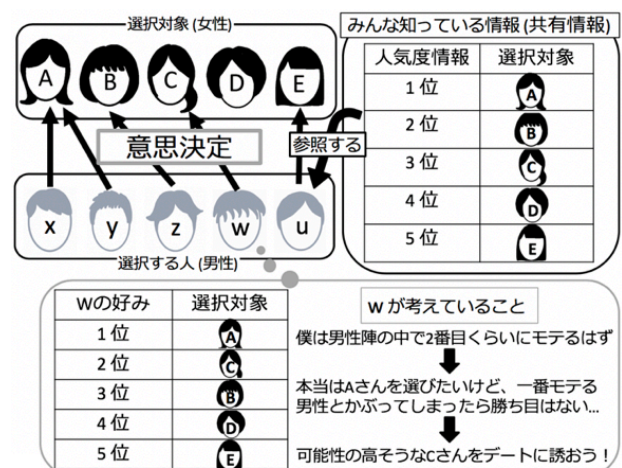 選択対象(女性)
A
B
C
D
E
意思決定
参照する
x
y
z
w
u
選択する人(男性)
みんな知っている情報(共有情報)
人気度情報 選択対象
1位 A
2位 B
3位 C
4位 D
5位 E
Wの好み 選択対象
1位 A
2位 C
3位 B
4位 D
5位 E
w が考えていること
僕は男性陣の中で2番目くらいにモテるはず
本当はAさんを選びたいけど、一番モテる
男性とかぶってしまったら勝ち目はない...
可能性の高そうなCさんをデートに誘おう！